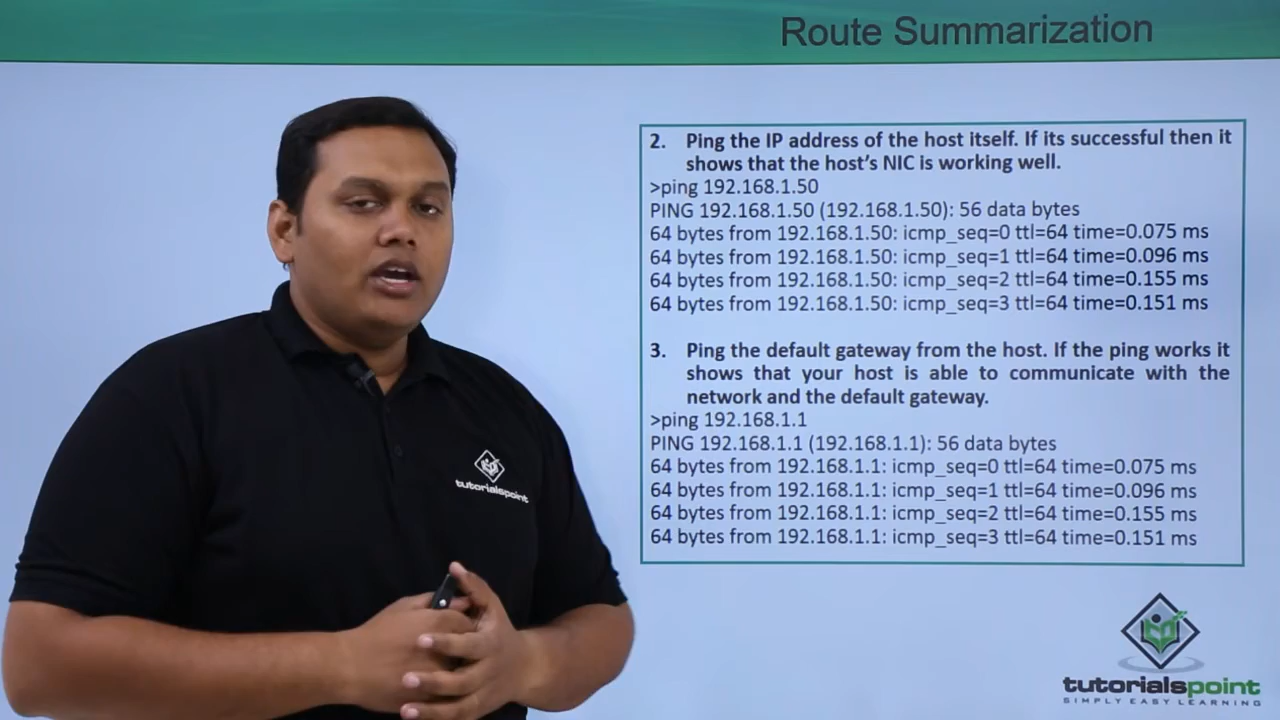 Route Summarization
2. Ping the IP address of the host itself. If its successful then it
shows that the host's NIC is working well.
>ping 192.168.1.50
PING 192.168.1.50 (192.168.1.50): 56 data bytes
64 bytes from 192.168.1.50: icmp_seq=0 ttl=64 time=0.075 ms
64 bytes from 192.168.1.50: icmp_seq=1 ttl=64 time=0.096 ms
64 bytes from 192.168.1.50: icmp_seq=2 ttl=64 time=0.155 ms
64 bytes from 192.168.1.50: icmp_seq=3 ttl=64 time=0.151 ms
3. Ping the default gateway from the host. If the ping works it
shows that your host is able to communicate with the
network and the default gateway.
>ping 192.168.1.1
PING 192.168.1.1 (192.168.1.1): 56 data bytes
64 bytes from 192.168.1.1: icmp_seq=0 ttl=64 time=0.075 ms
64 bytes from 192.168.1.1: icmp_seq=1 ttl=64 time=0.096 ms
64 bytes from 192.168.1.1: icmp_seq=2 ttl=64 time=0.155 ms
64 bytes from 192.168.1.1: icmp_seq=3 ttl=64 time=0.151 ms
tutorialspoint
tutorialspoint
SIMPLY EASY LEARNING